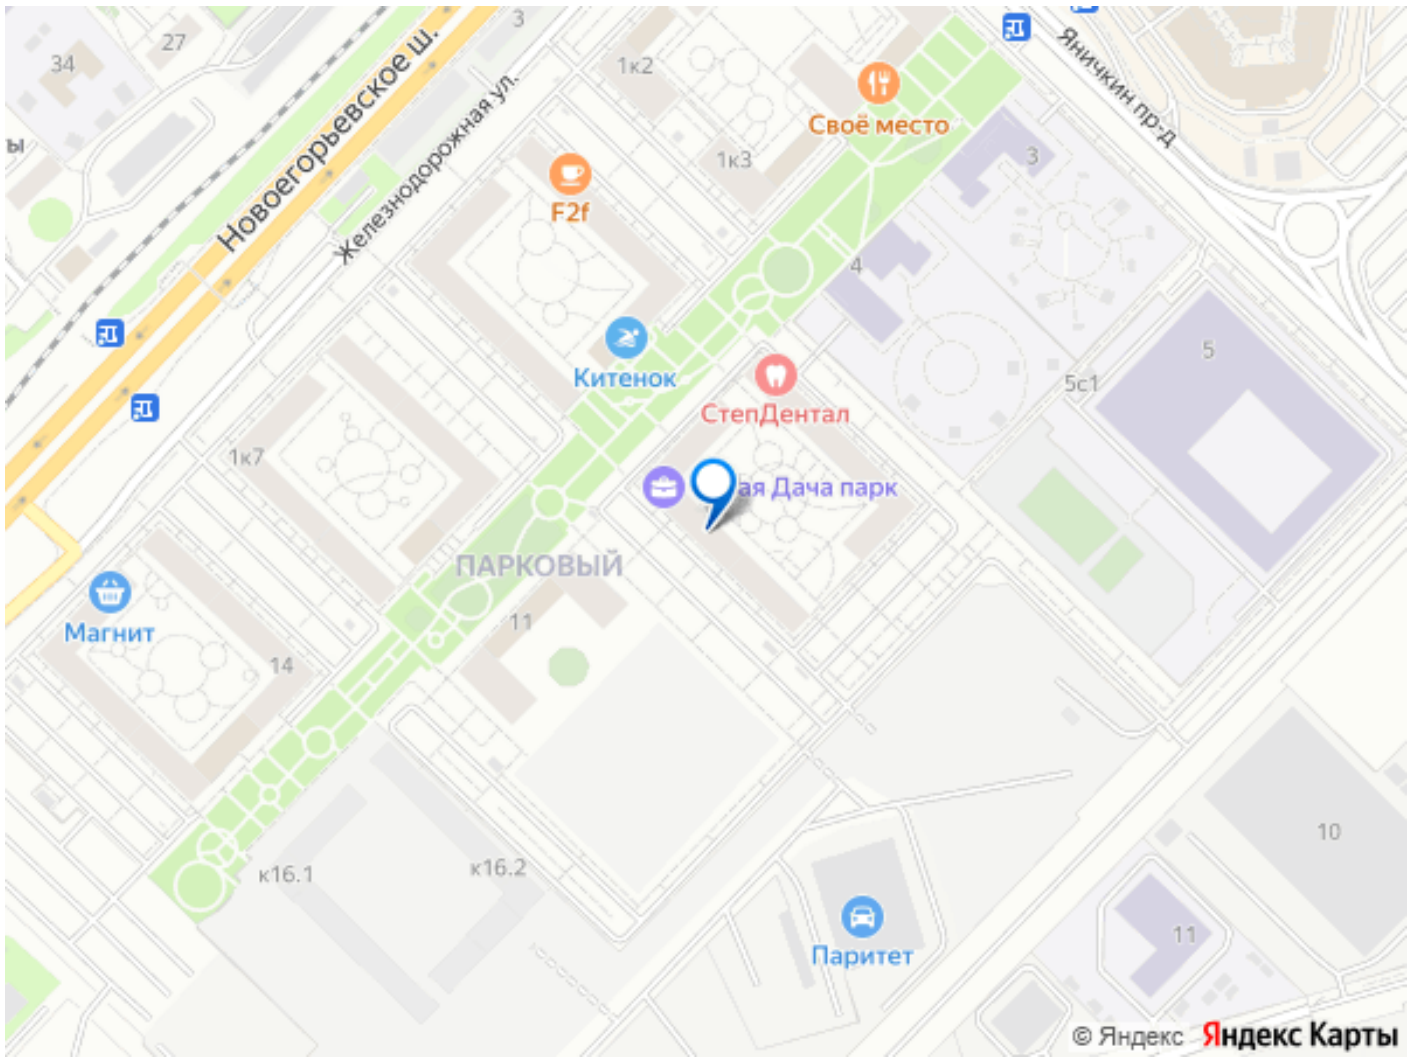 3
27
34
Новоегорьевское ш.
Железнодорожная ул.
1к2
Своё место
Яничкин пр-д
ы
1к3
3
F2f
4
Китенок
5
СтепДентал
5с1
1к7
ая Дача парк
ПАРКОВЫЙ
Магнит
11
14
10
к16.1
к16.2
Паритет
11
© Яндекс Яндекс Карты